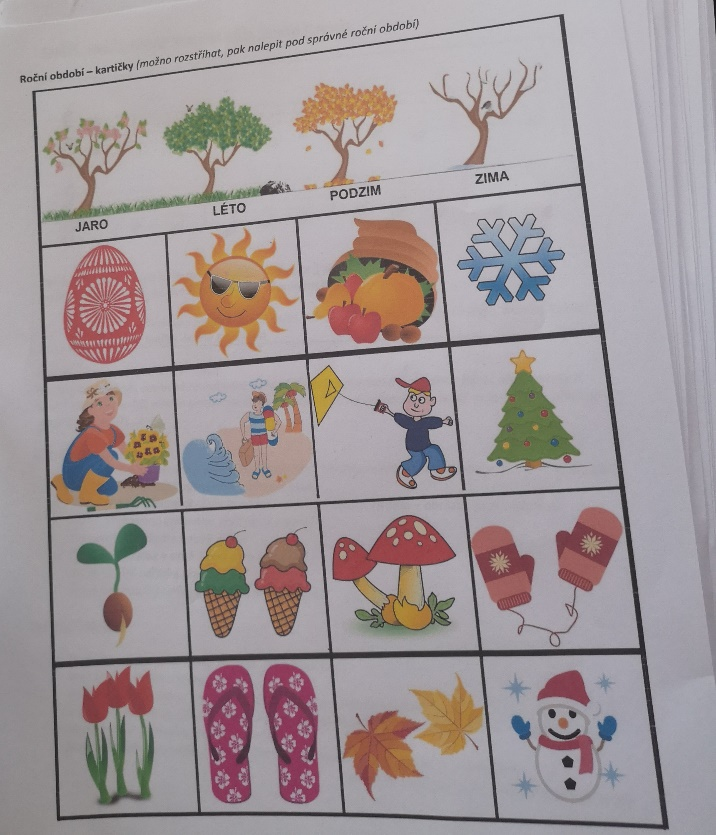 Roční období – kartičky (možno rozstříhat, pak nalepit pod správné roční období)
JARO LÉTO PODZIM ZIMA